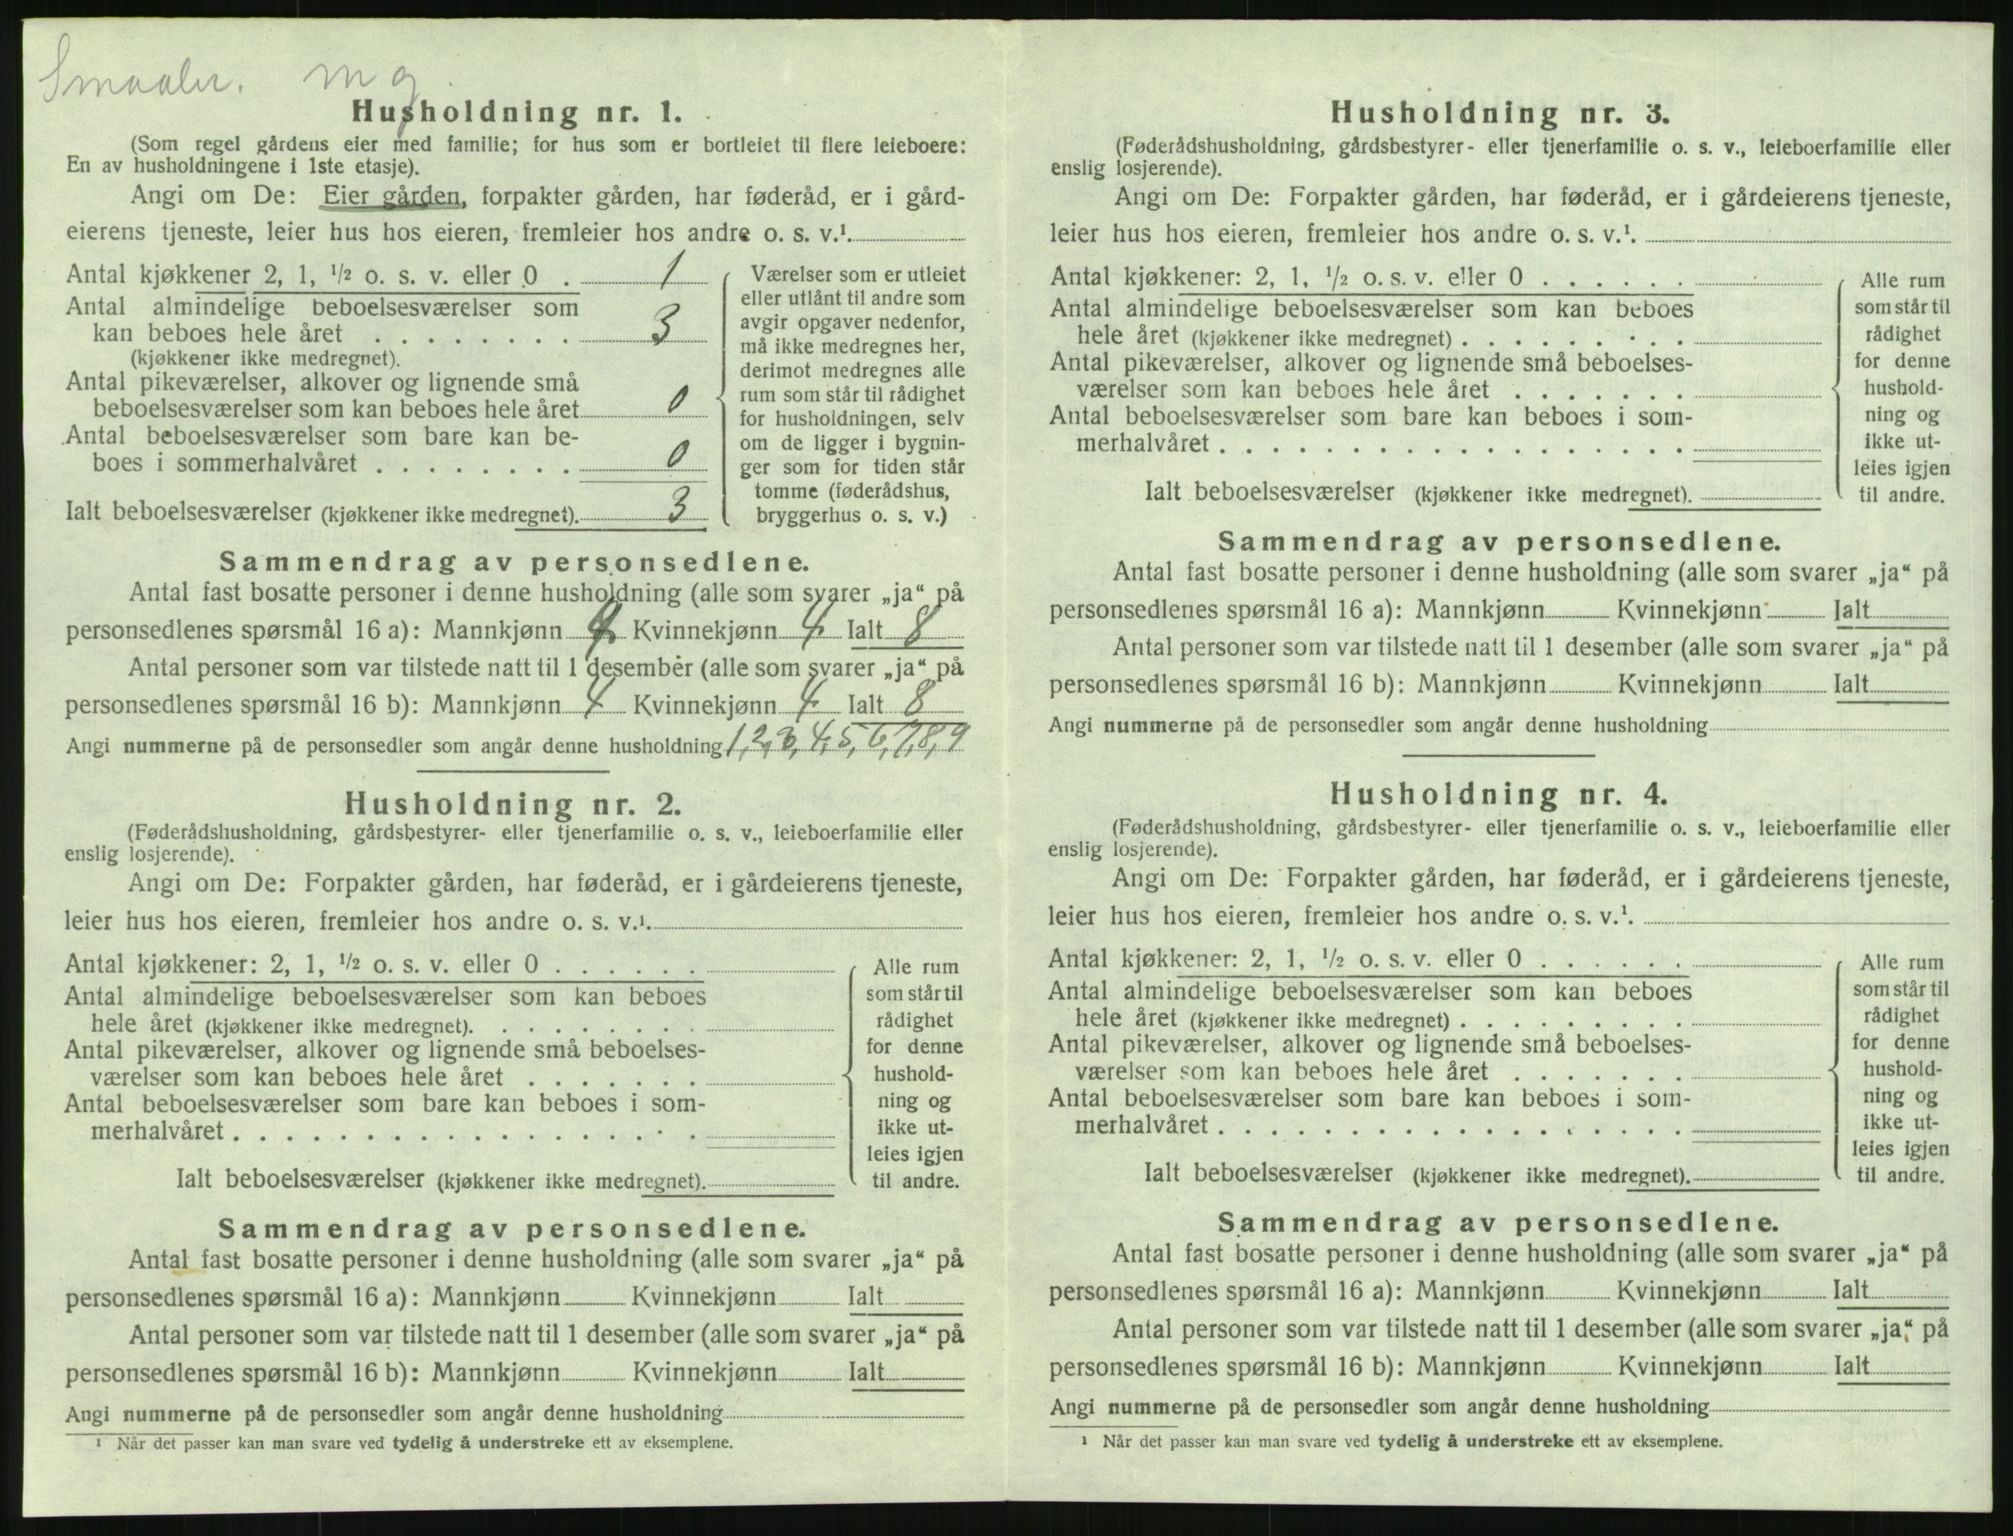 Smaaler. m g.
Husholdning nr. 1.
(Som regel gårdens eier med familie; for hus som er bortleiet til flere leieboere:
En av husholdningene i 1ste etasje).
Angi om De: Eier gården, forpakter gården, har føderåd, er i gård-
eierens tjeneste, leier hus hos eieren, fremleier hos andre o. s. v.¹.
Antal kjøkkener 2, 1, ½ o. s. v. eller 0 . 1
Antal almindelige beboelsesværelser som
kan beboes hele året . . . . . . . . 3
(kjøkkener ikke medregnet).
Antal pikeværelser, alkover og lignende små
beboelsesværelser som kan beboes hele året 0
Antal beboelsesværelser som bare kan be-
boes i sommerhalvåret . . . . . . . . 0
Ialt beboelsesværelser (kjøkkener ikke medregnet). 3
Værelser som er utleiet
eller utlånt til andre som
avgir opgaver nedenfor,
må ikke medregnes her,
derimot medregnes alle
rum som står til rådighet
for husholdningen, selv
om de ligger i bygnin-
ger som for tiden står
tomme (føderådshus,
bryggerhus o. s. v.)
Sammendrag av personsedlene.
Antal fast bosatte personer i denne husholdning (alle som svarer „ja“ på
personsedlenes spørsmål 16 a): Mannkjønn 4 Kvinnekjønn 4 Ialt 8
Antal personer som var tilstede natt til 1 desember (alle som svarer „ja“ på
personsedlenes spørsmål 16 b): Mannkjønn 4 Kvinnekjønn 4 Ialt 8
Angi nummerne på de personsedler som angår denne husholdning 1, 2, 3, 4, 5, 6, 7, 8, 9
Husholdning nr. 2.
(Føderådshusholdning, gårdsbestyrer- eller tjenerfamilie o. s. v., leieboerfamilie eller
enslig losjerende).
Angi om De: Forpakter gården, har føderåd, er i gårdeierens tjeneste,
leier hus hos eieren, fremleier hos andre o. s. v.¹.
Antal kjøkkener: 2, 1, ½ o. s. v. eller 0 . . . . . .
Antal almindelige beboelsesværelser som kan beboes
hele året (kjøkkener ikke medregnet). . . . . . . . .
Antal pikeværelser, alkover og lignende små beboelses-
værelser som kan beboes hele året . . . . . . .
Antal beboelsesværelser som bare kan beboes i som-
merhalvåret . . . . . . . . . . . . . . . . . .
Ialt beboelsesværelser (kjøkkener ikke medregnet).
Alle rum
som står til
rådighet
for denne
hushold-
ning og
ikke ut-
leies igjen
til andre.
Sammendrag av personsedlene.
Antal fast bosatte personer i denne husholdning (alle som svarer „ja“ på
personsedlenes spørsmål 16 a): Mannkjønn Kvinnekjønn Ialt
Antal personer som var tilstede natt til 1 desember (alle som svarer „ja“ på
personsedlenes spørsmål 16 b): Mannkjønn Kvinnekjønn Ialt
Angi nummerne på de personsedler som angår denne husholdning
¹ Når det passer kan man svare ved tydelig å understreke ett av eksemplene.
Husholdning nr. 3.
(Føderådshusholdning, gårdsbestyrer- eller tjenerfamilie o. s. v., leieboerfamilie eller
enslig losjerende).
Angi om De: Forpakter gården, har føderåd, er i gårdeierens tjeneste,
leier hus hos eieren, fremleier hos andre o. s. v.¹.
Antal kjøkkener: 2, 1, ½ o. s. v. eller 0 . . . . . .
Antal almindelige beboelsesværelser som kan beboes
hele året (kjøkkener ikke medregnet) . . . . . . . . .
Antal pikeværelser, alkover og lignende små beboelses-
værelser som kan beboes hele året . . . . . . .
Antal beboelsesværelser som bare kan beboes i som-
merhalvåret . . . . . . . . . . . . . . . . . .
Ialt beboelsesværelser (kjøkkener ikke medregnet).
Alle rum
som står til
rådighet
for denne
hushold-
ning og
ikke ut-
leies igjen
til andre.
Sammendrag av personsedlene.
Antal fast bosatte personer i denne husholdning (alle som svarer „ja“ på
personsedlenes spørsmål 16 a): Mannkjønn Kvinnekjønn Ialt
Antal personer som var tilstede natt til 1 desember (alle som svarer „ja“ på
personsedlenes spørsmål 16 b): Mannkjønn Kvinnekjønn Ialt
Angi nummerne på de personsedler som angår denne husholdning
Husholdning nr. 4.
(Føderådshusholdning, gårdsbestyrer- eller tjenerfamilie o. s. v., leieboerfamilie eller
enslig losjerende).
Angi om De: Forpakter gården, har føderåd, er i gårdeierens tjeneste,
leier hus hos eieren, fremleier hos andre o. s. v.¹.
Antal kjøkkener: 2, 1, ½ o. s. v. eller 0 . . . . . .
Antal almindelige beboelsesværelser som kan beboes
hele året (kjøkkener ikke medregnet) . . . . . . . . .
Antal pikeværelser, alkover og lignende små beboelses-
værelser som kan beboes hele året . . . . . . .
Antal beboelsesværelser som bare kan beboes i som-
merhalvåret . . . . . . . . . . . . . . . . . .
Ialt beboelsesværelser (kjøkkener ikke medregnet).
Alle rum
som står til
rådighet
for denne
hushold-
ning og
ikke ut-
leies igjen
til andre.
Sammendrag av personsedlene.
Antal fast bosatte personer i denne husholdning (alle som svarer „ja“ på
personsedlenes spørsmål 16 a): Mannkjønn Kvinnekjønn Ialt
Antal personer som var tilstede natt til 1 desember (alle som svarer „ja“ på
personsedlenes spørsmål 16 b): Mannkjønn Kvinnekjønn Ialt
Angi nummerne på de personsedler som angår denne husholdning
¹ Når det passer kan man svare ved tydelig å understreke ett av eksemplene.